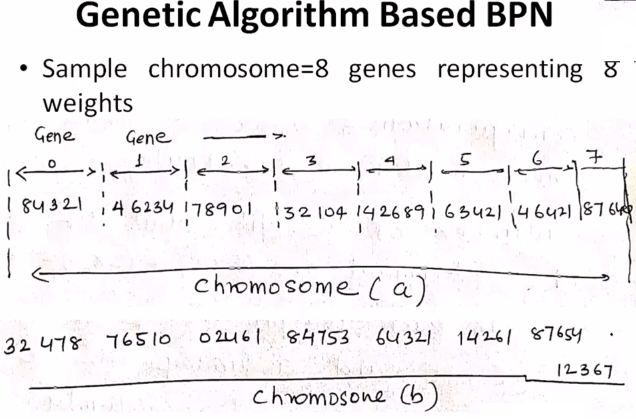 Genetic Algorithm Based BPN
• Sample chromosome=8 genes representing 8
weights
Gene Gene
0 1 2 3 4 5 6 7
84321 46234 78901 32104 42689 63421 46421
chromosome (a)
32478 76510 02461 84753 64321 14261 87654 .
12367
chromosone (b)